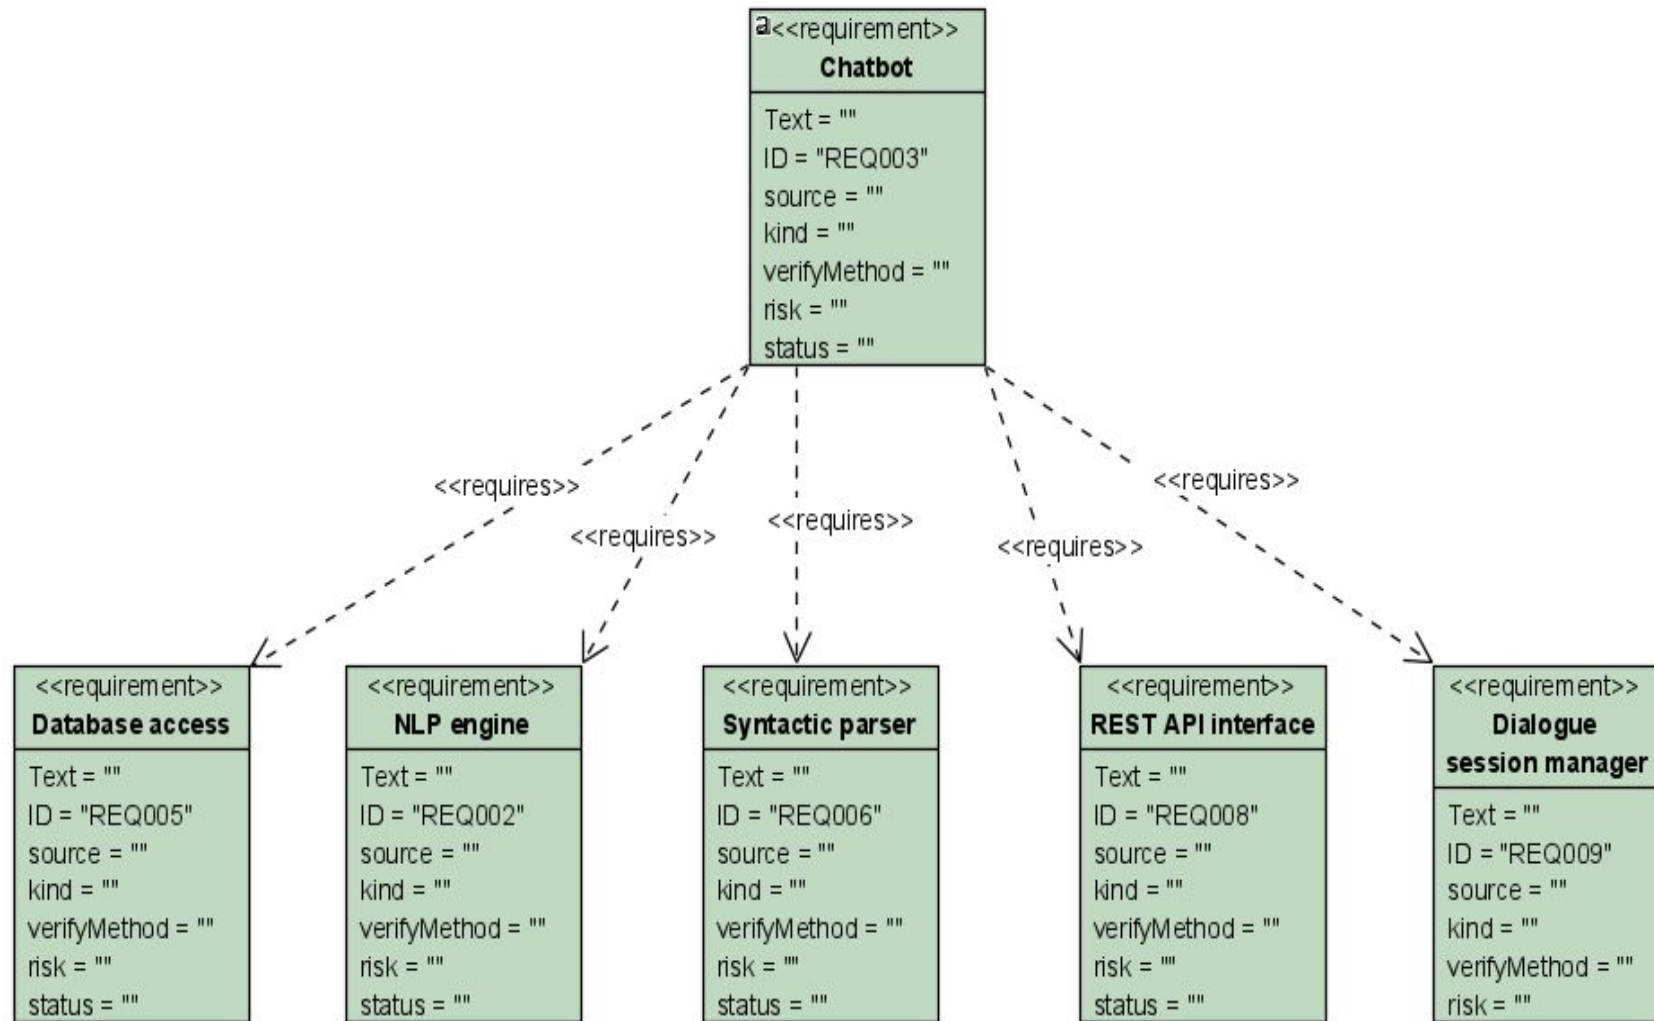 a<<requirement>>
Chatbot
Text = ""
ID = "REQ003"
source = ""
kind = ""
verifyMethod = ""
risk = ""
status = ""
<<requires>>
<<requires>>
<<requires>>
<<requires>>
<<requires>>
<<requirement>>
Database access
Text = ""
ID = "REQ005"
source = ""
kind = ""
verifyMethod = ""
risk = ""
status = ""
<<requirement>>
NLP engine
Text = ""
ID = "REQ002"
source = ""
kind = ""
verifyMethod = ""
risk = ""
status = ""
<<requirement>>
Syntactic parser
Text = ""
ID = "REQ006"
source = ""
kind = ""
verifyMethod = ""
risk = ""
status = ""
<<requirement>>
REST API interface
Text = ""
ID = "REQ008"
source = ""
kind = ""
verifyMethod = ""
risk = ""
status = ""
<<requirement>>
Dialogue
session manager
Text = ""
ID = "REQ009"
source = ""
kind = ""
verifyMethod = ""
risk = ""